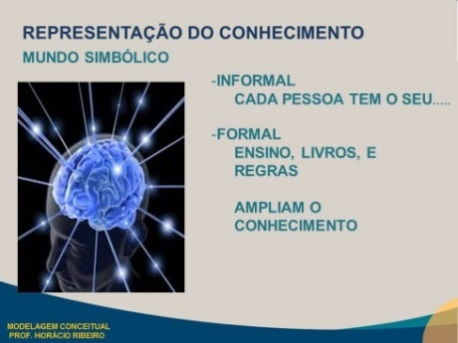 REPRESENTAÇÃO DO CONHECIMENTO
MUNDO SIMBÓLICO
-INFORMAL
CADA PESSOA TEM O SEU.....
-FORMAL
ENSINO, LIVROS, E
REGRAS
AMPLIAM O
CONHECIMENTO
MODELAGEM CONCEITUAL
PROF. HORÁCIO RIBEIRO